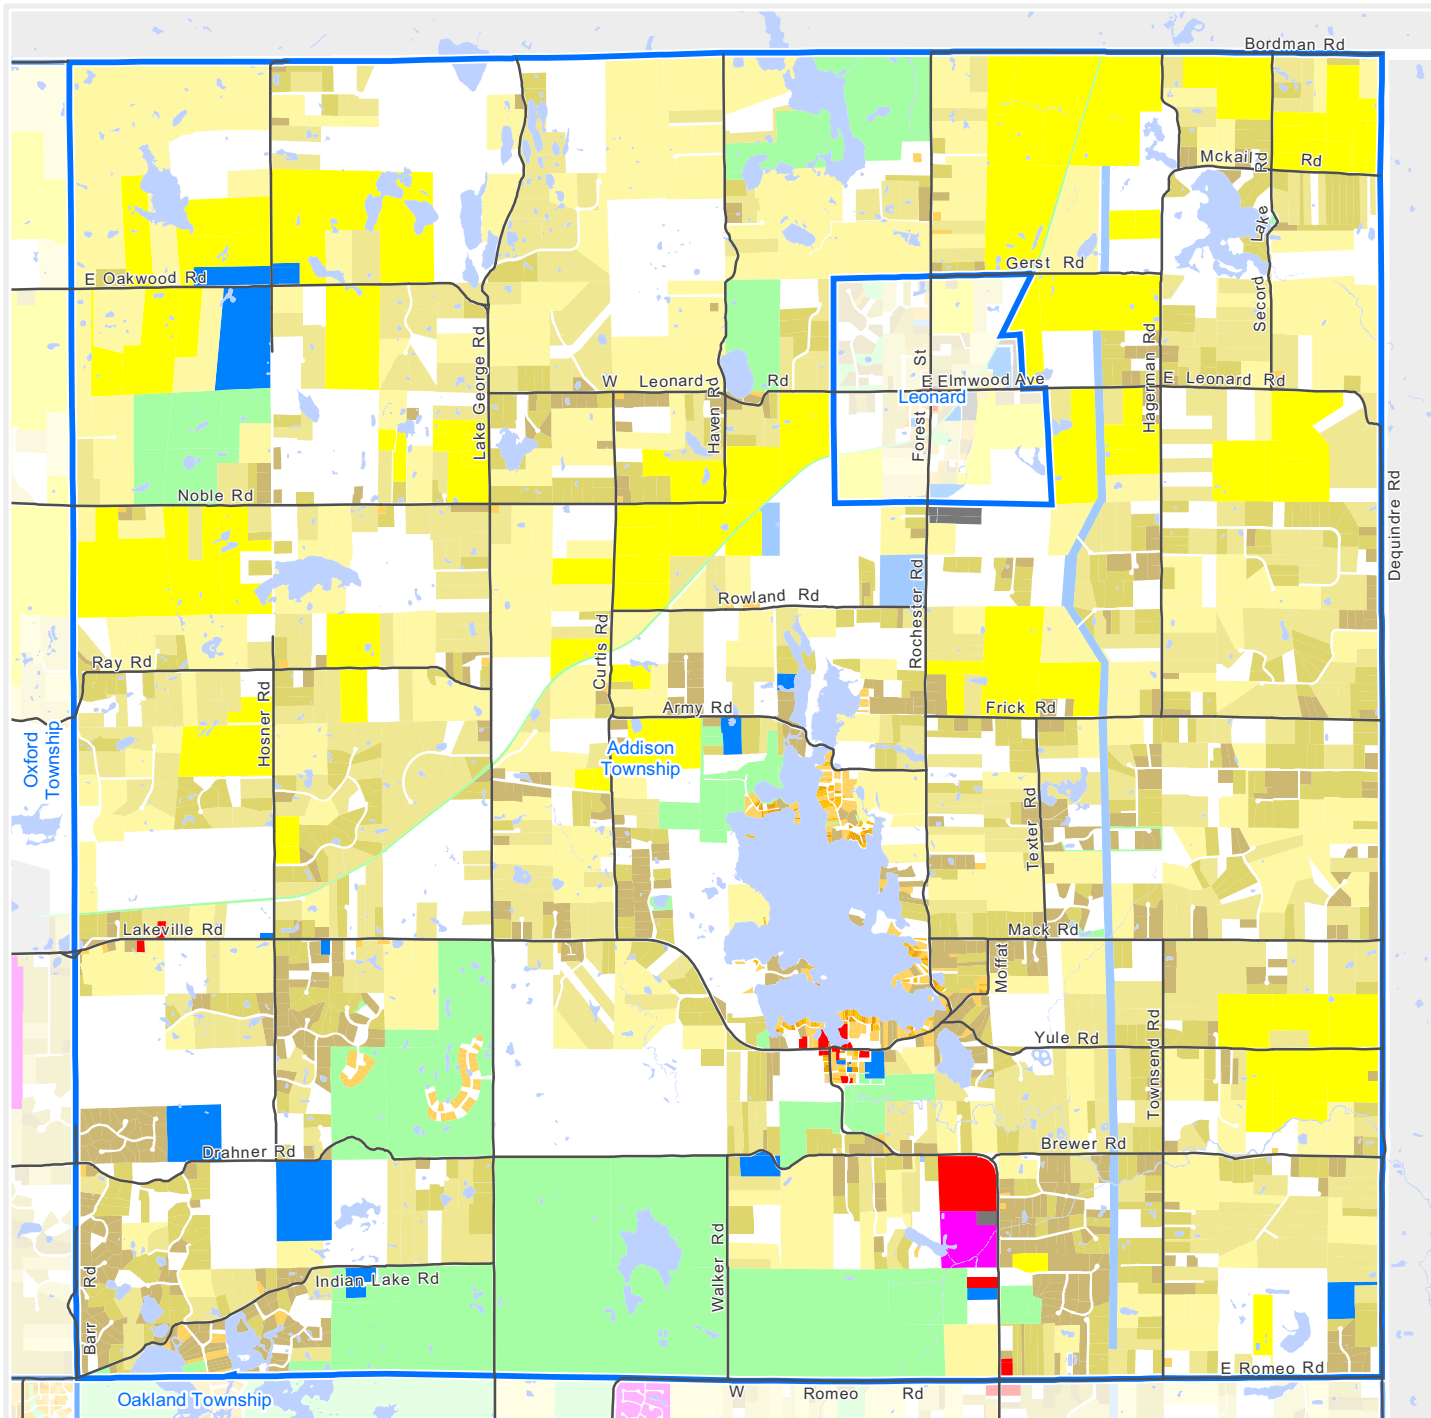 Bordman Rd
Mckail Rd
Lake
Rd
Secord
E Oakwood Rd
Gerst Rd
Lake George Rd
Hagerman Rd
W Leonard Rd
Haven Rd
Forest St
E Elmwood Ave
E Leonard Rd
Leonard
Noble Rd
Dequindre Rd
Rowland Rd
Rochester Rd
Curtis Rd
Ray Rd
Hosner Rd
Army Rd
Frick Rd
Oxford
Township
Addison
Township
Texter Rd
Lakeville Rd
Mack Rd
Moffat
Yule Rd
Townsend Rd
Drahner Rd
Brewer Rd
Walker Rd
Indian Lake Rd
Barr Rd
E Romeo Rd
W Romeo Rd
Oakland Township